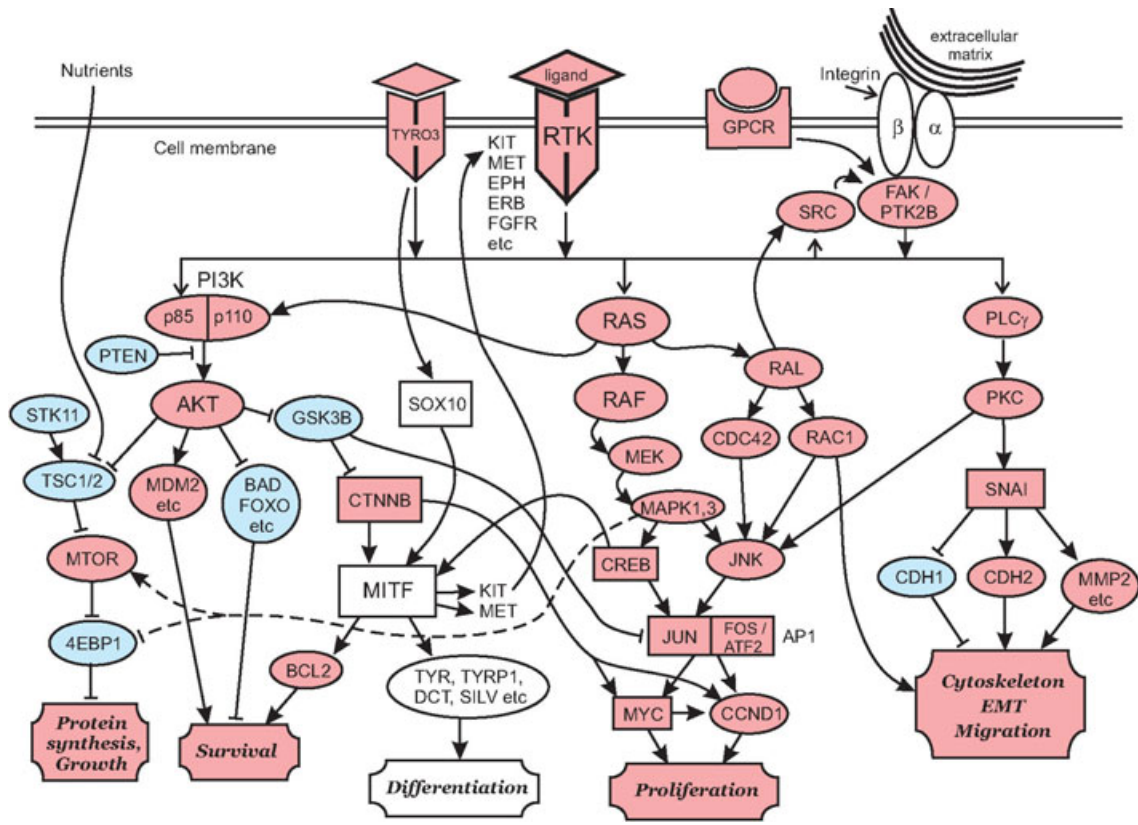 extracellular
matrix
Nutrients
ligand
Integrin
TYRO3
RTK
GPCR
β
α
Cell membrane
KIT
MET
EPH
ERB
FGFR
etc
SRC
FAK /
PTK2B
PI3K
p85
p110
RAS
PLCγ
PTEN
RAL
AKT
SOX10
RAF
PKC
STK11
GSK3B
CDC42
RAC1
TSC1/2
MDM2
etc
BAD
FOXO
etc
CTNNB
MEK
SNAI
MAPK1,3
MTOR
MITF
KIT
MET
CREB
JNK
CDH1
CDH2
MMP2
etc
4EBP1
JUN
FOS /
ATF2
AP1
BCL2
TYR, TYRP1,
DCT, SILV etc
MYC
CCND1
Cytoskeleton
EMT
Migration
Protein
synthesis,
Growth
Survival
Differentiation
Proliferation